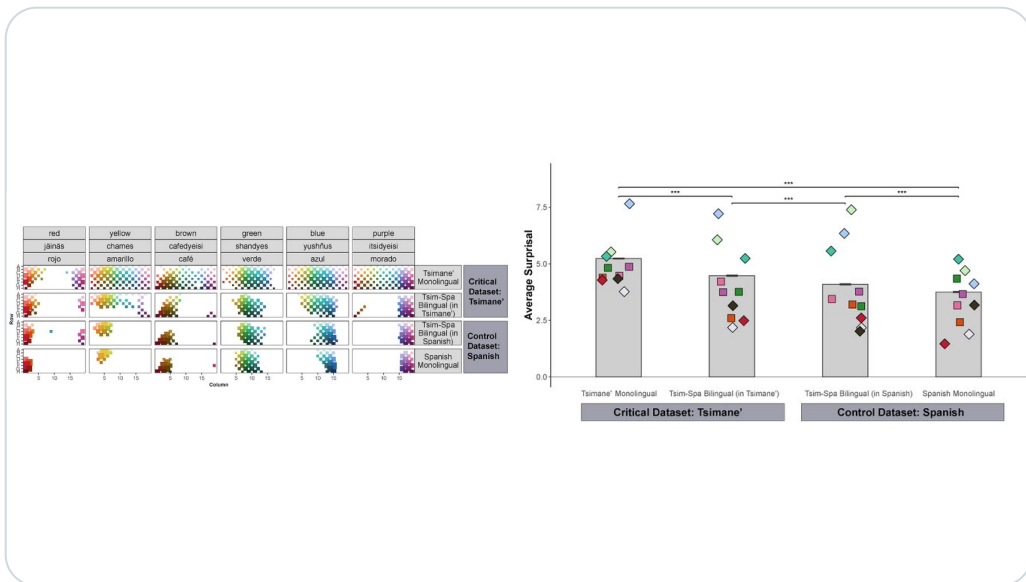 red yellow brown green blue purple
jäinäs chames cafedyeisi shandyes yushñus itsidyeisi
rojo amarillo café verde azul morado
Tsimane' Monolingual
Tsim-Spa Bilingual (in Tsimane')
Tsim-Spa Bilingual (in Spanish)
Spanish Monolingual
Critical Dataset: Tsimane'
Control Dataset: Spanish
Row
5 10 15 5 10 15 5 10 15 5 10 15 5 10 15 5 10 15
Column
Average Surprisal
7.5
5.0
2.5
0.0
***
*** ***
***
Tsimane' Monolingual Tsim-Spa Bilingual (in Tsimane') Tsim-Spa Bilingual (in Spanish) Spanish Monolingual
Critical Dataset: Tsimane' Control Dataset: Spanish